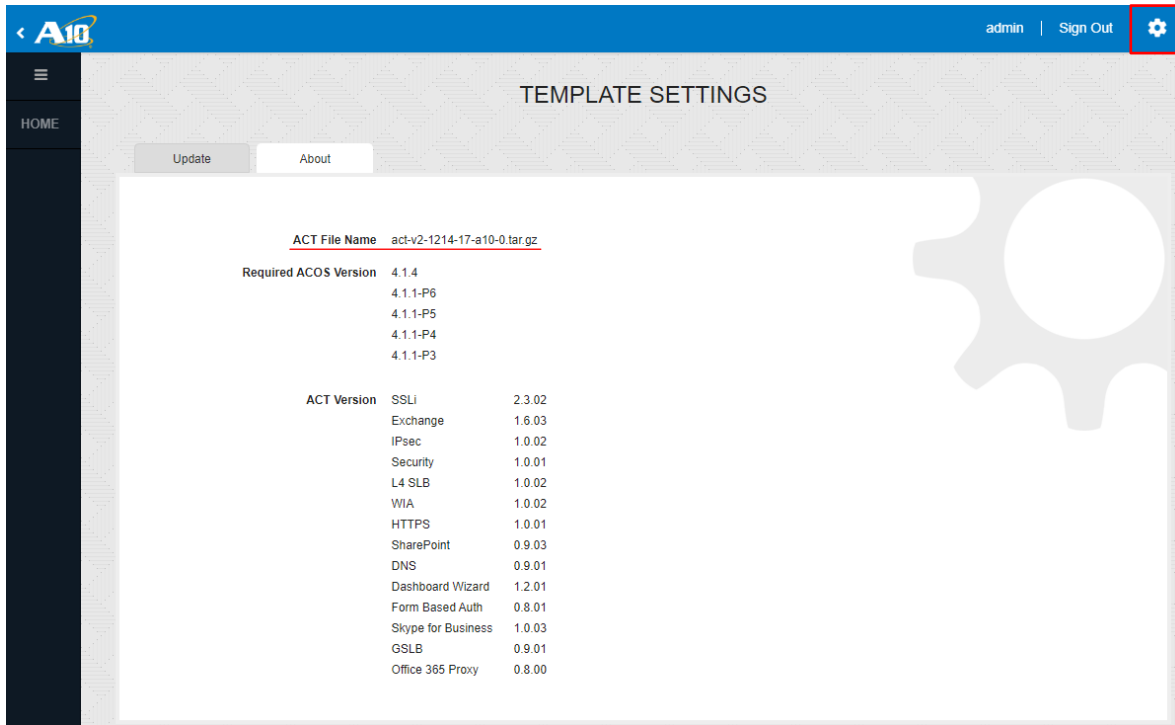 A10
admin | Sign Out
HOME
TEMPLATE SETTINGS
Update About
ACT File Name act-v2-1214-17-a10-0.tar.gz
Required ACOS Version 4.1.4
4.1.1-P6
4.1.1-P5
4.1.1-P4
4.1.1-P3
ACT Version SSLi 2.3.02
Exchange 1.6.03
IPsec 1.0.02
Security 1.0.01
L4 SLB 1.0.02
WIA 1.0.02
HTTPS 1.0.01
SharePoint 0.9.03
DNS 0.9.01
Dashboard Wizard 1.2.01
Form Based Auth 0.8.01
Skype for Business 1.0.03
GSLB 0.9.01
Office 365 Proxy 0.8.00